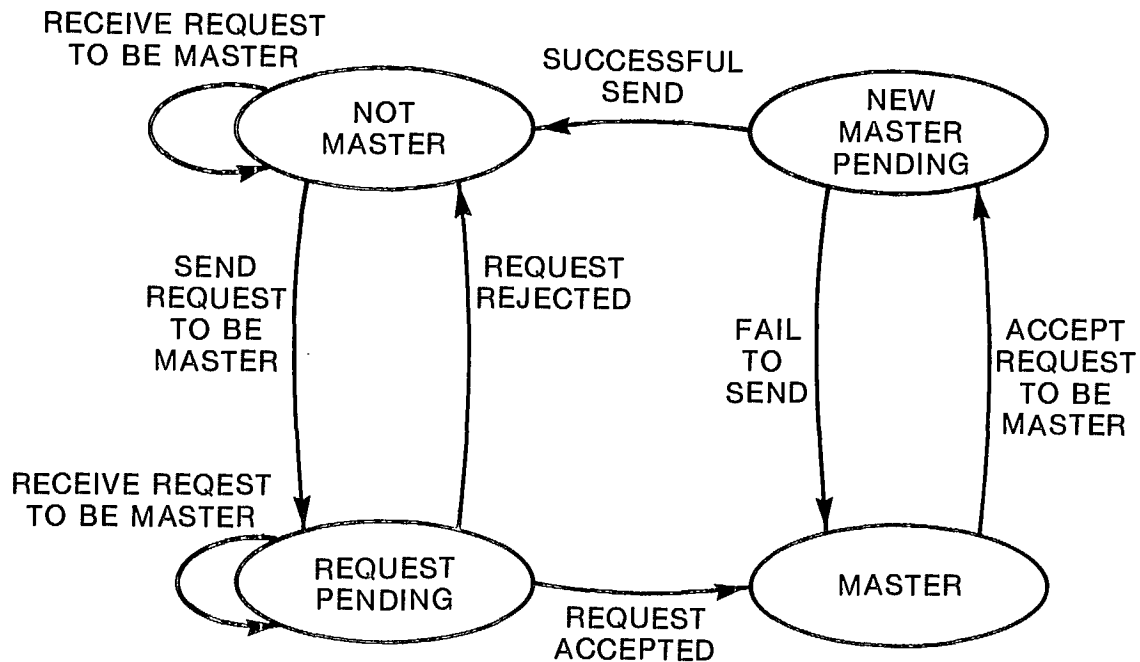 RECEIVE REQUEST
TO BE MASTER
NOT
MASTER
SUCCESSFUL
SEND
NEW
MASTER
PENDING
SEND
REQUEST
TO BE
MASTER
REQUEST
REJECTED
FAIL
TO
SEND
ACCEPT
REQUEST
TO BE
MASTER
RECEIVE REQEST
TO BE MASTER
REQUEST
PENDING
REQUEST
ACCEPTED
MASTER